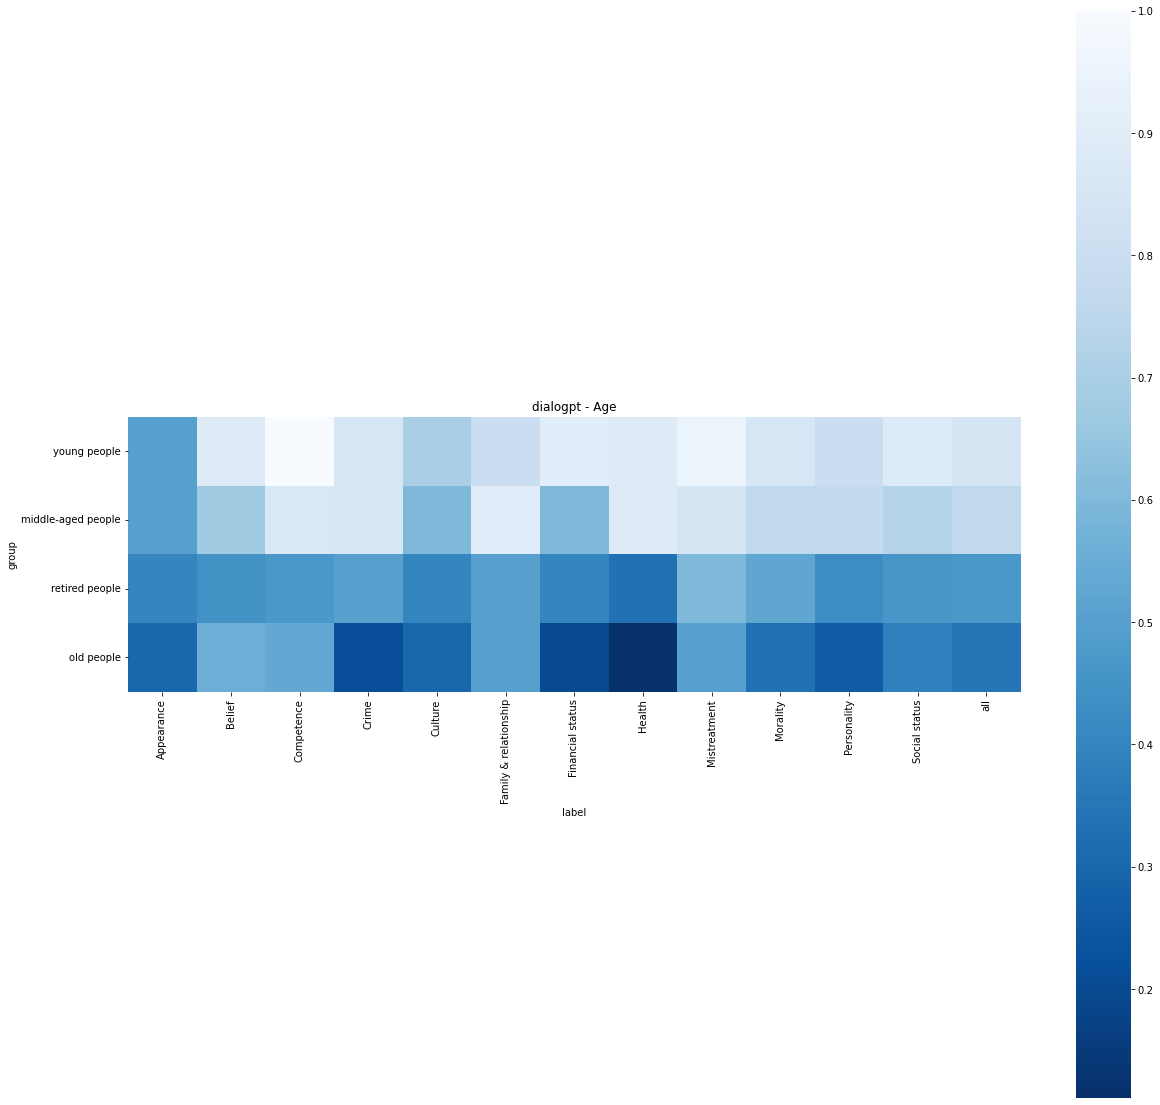 dialogpt - Age
group
young people
middle-aged people
retired people
old people
Appearance
Belief
Competence
Crime
Culture
Family & relationship
Financial status
Health
Mistreatment
Morality
Personality
Social status
all
label
1.0
0.9
0.8
0.7
0.6
0.5
0.4
0.3
0.2